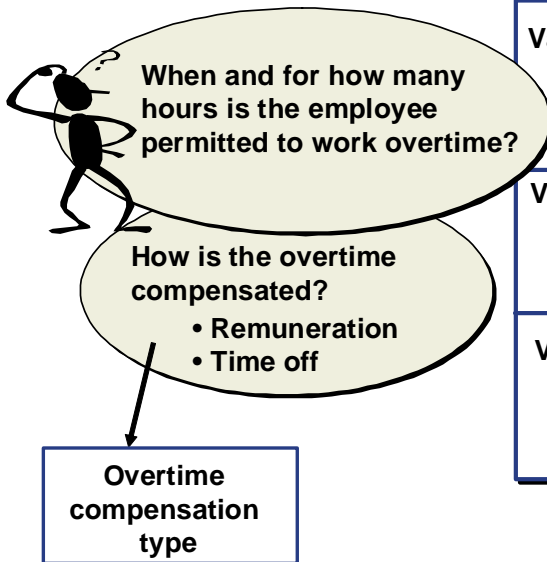 ?
When and for how many
hours is the employee
permitted to work overtime?
How is the overtime
compensated?
• Remuneration
• Time off
Overtime
compensation
type